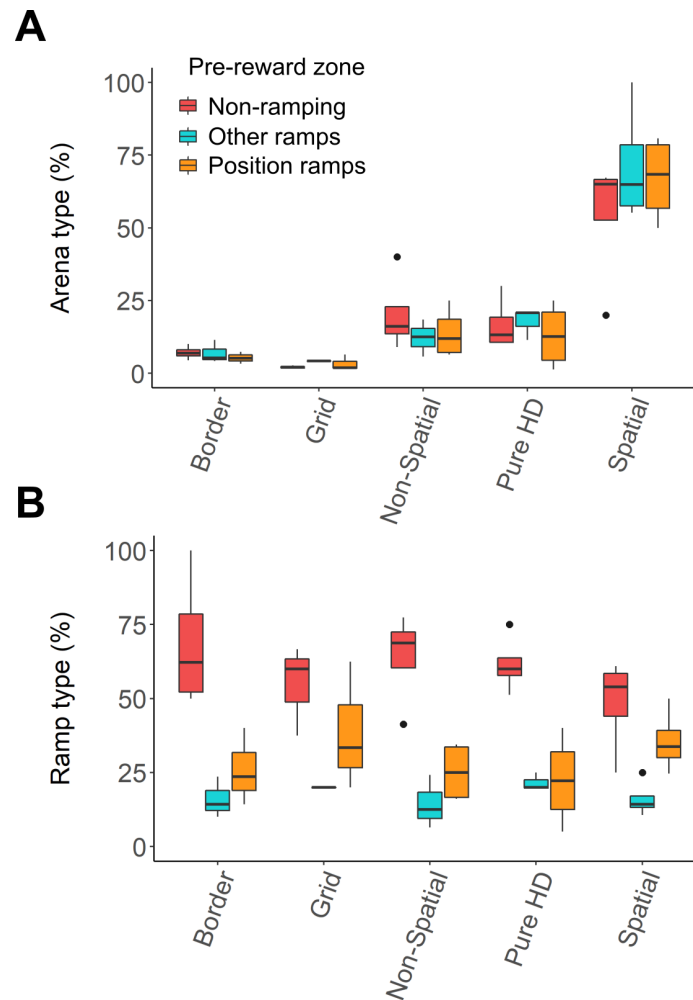 A
Pre-reward zone
Non-ramping
Other ramps
Position ramps
Arena type (%)
100
75
50
25
0
Border
Grid
Non-Spatial
Pure HD
Spatial
B
Ramp type (%)
100
75
50
25
0
Border
Grid
Non-Spatial
Pure HD
Spatial